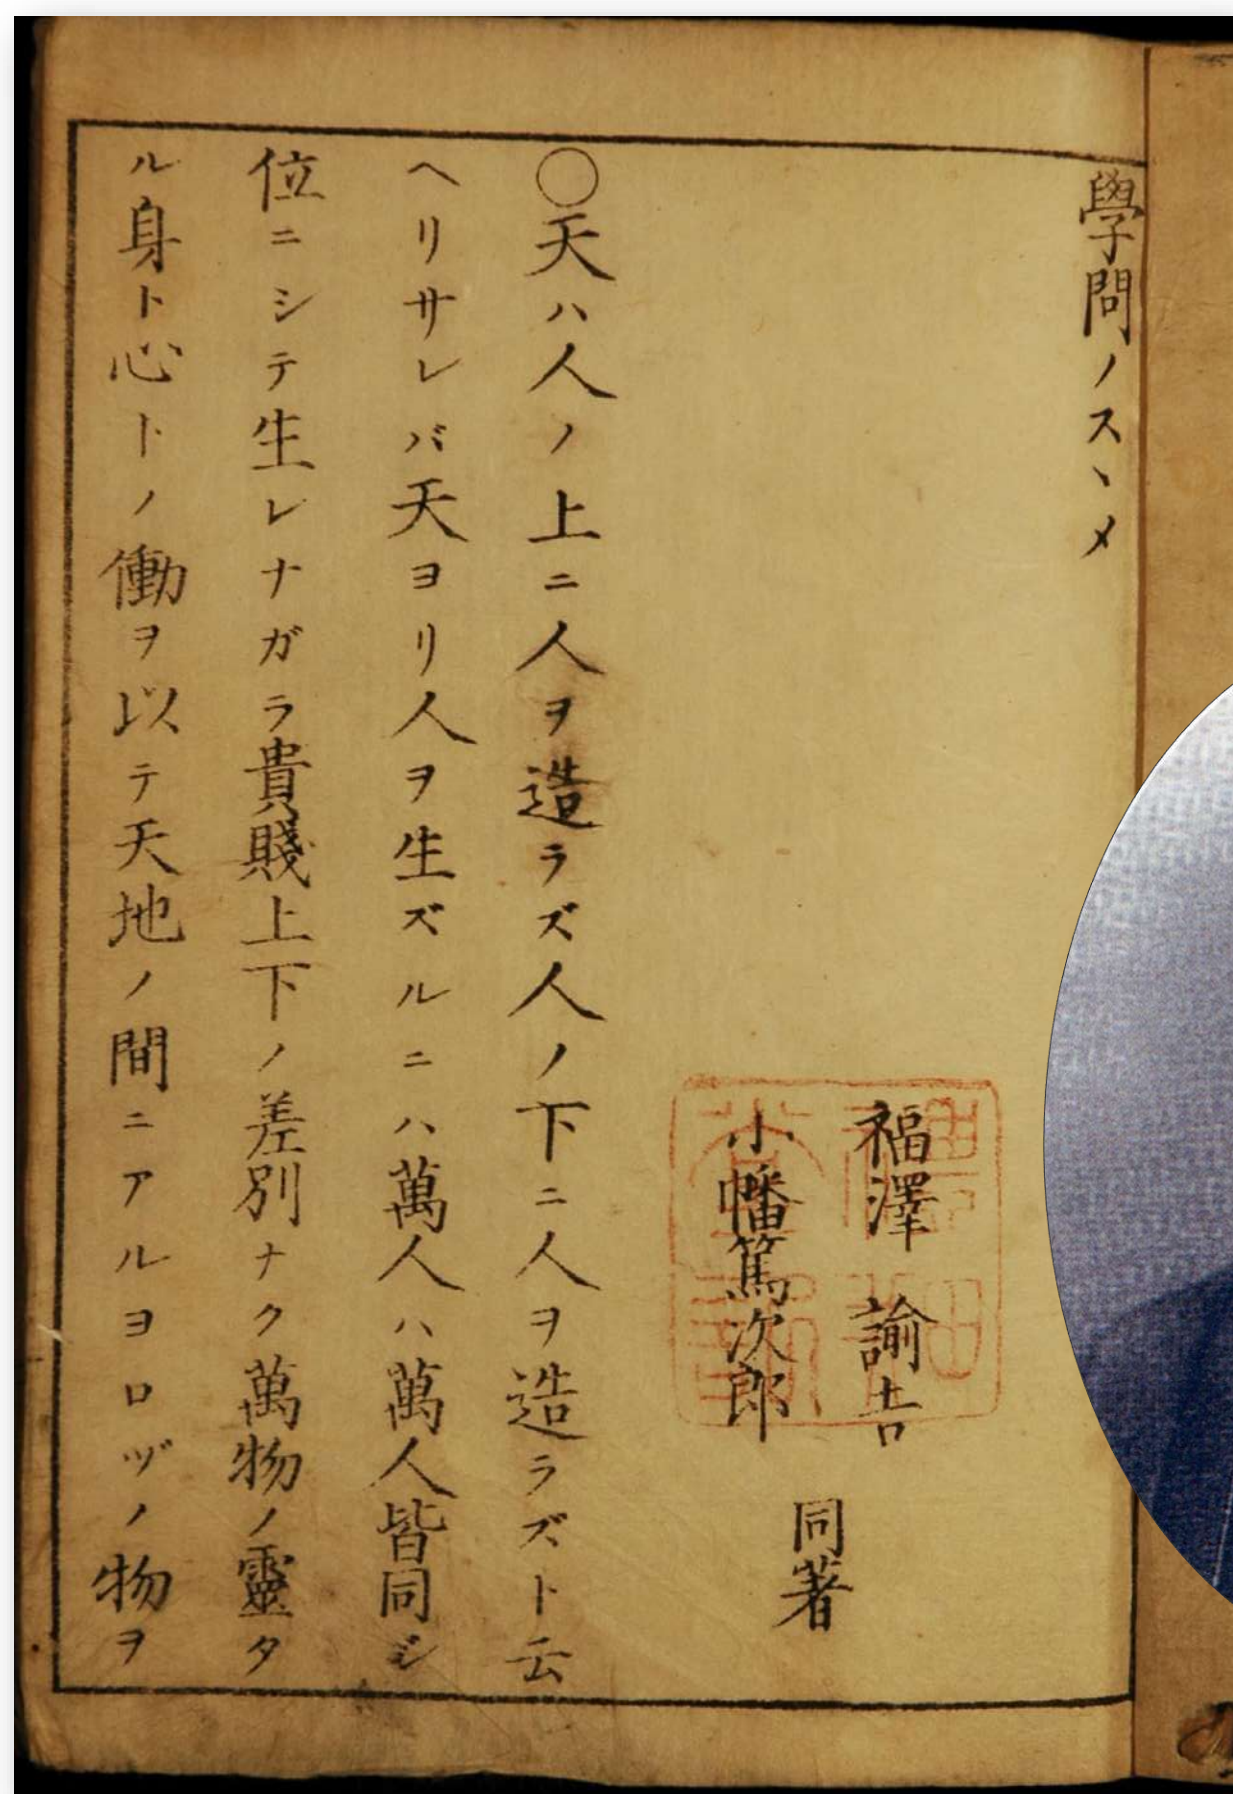 學問ノスヽメ
福澤諭吉
小幡篤次郎
同著
〇天ハ人ノ上ニ人ヲ造ラズ人ノ下ニ人ヲ造ラズト云
ヘリサレバ天ヨリ人ヲ生ズルニハ萬人ハ萬人皆同ジ
位ニシテ生レナガラ貴賤上下ノ差別ナク萬物ノ靈タ
ル身ト心トノ働ヲ以テ天地ノ間ニアルヨロヅノ物ヲ